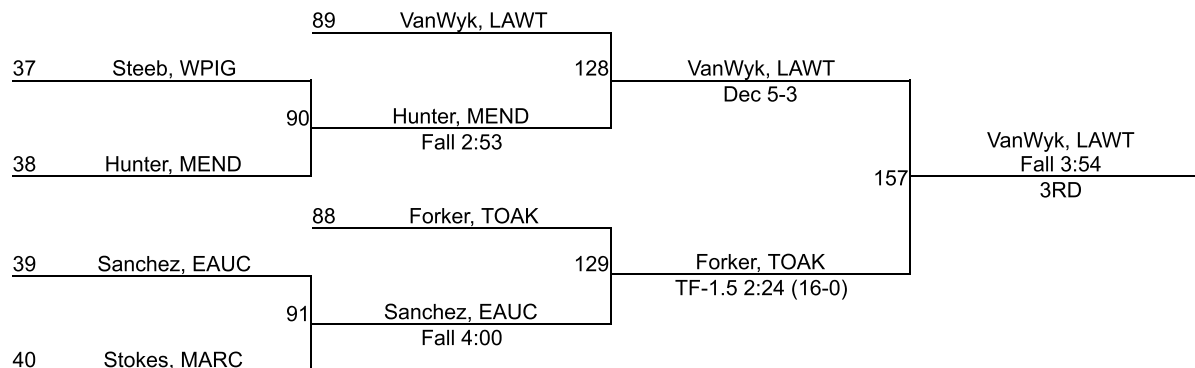 89 VanWyk, LAWT
37 Steeb, WPIG
128 VanWyk, LAWT
Dec 5-3
90 Hunter, MEND
Fall 2:53
38 Hunter, MEND
157 VanWyk, LAWT
Fall 3:54
3RD
88 Forker, TOAK
39 Sanchez, EAUC
129 Forker, TOAK
TF-1.5 2:24 (16-0)
91 Sanchez, EAUC
Fall 4:00
40 Stokes, MARC